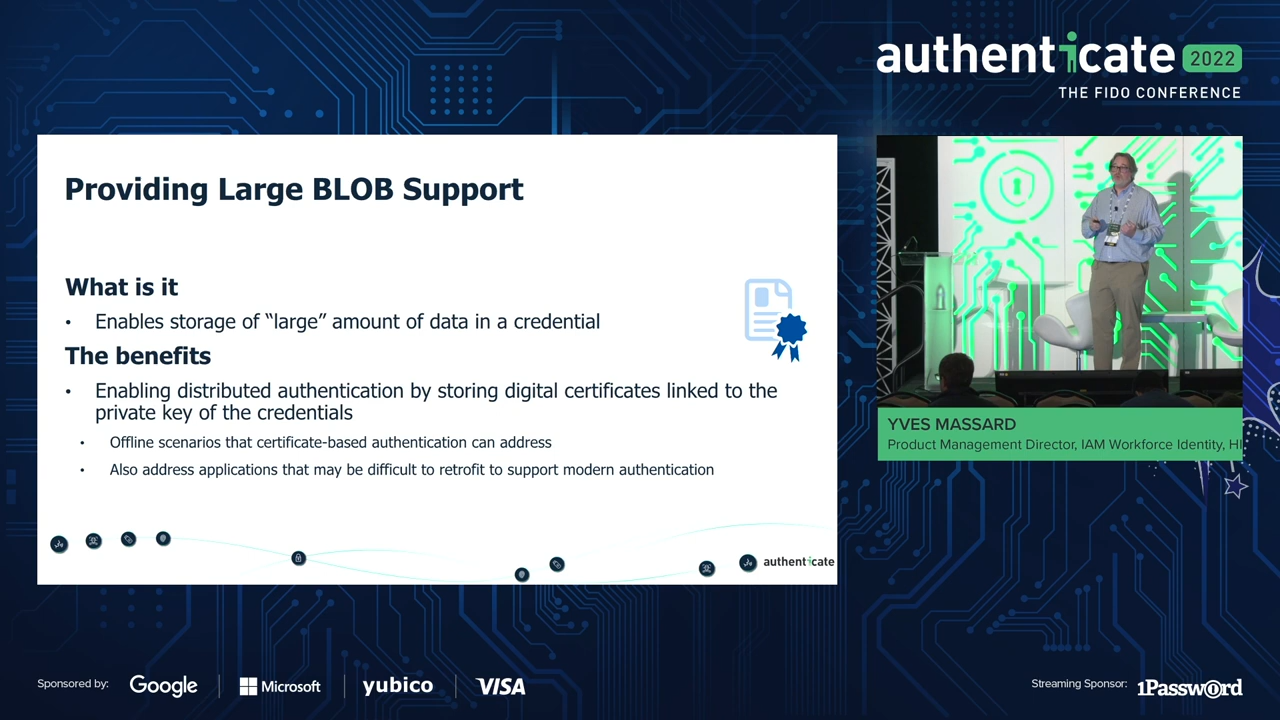 authenticate 2022
THE FIDO CONFERENCE
Providing Large BLOB Support
What is it
• Enables storage of “large” amount of data in a credential
The benefits
• Enabling distributed authentication by storing digital certificates linked to the
private key of the credentials
• Offline scenarios that certificate-based authentication can address
• Also address applications that may be difficult to retrofit to support modern authentication
authenticate
YVES MASSARD
Product Management Director, IAM Workforce Identity, HI
Sponsored by:
Google
Microsoft
yubico
VISA
Streaming Sponsor:
1Password